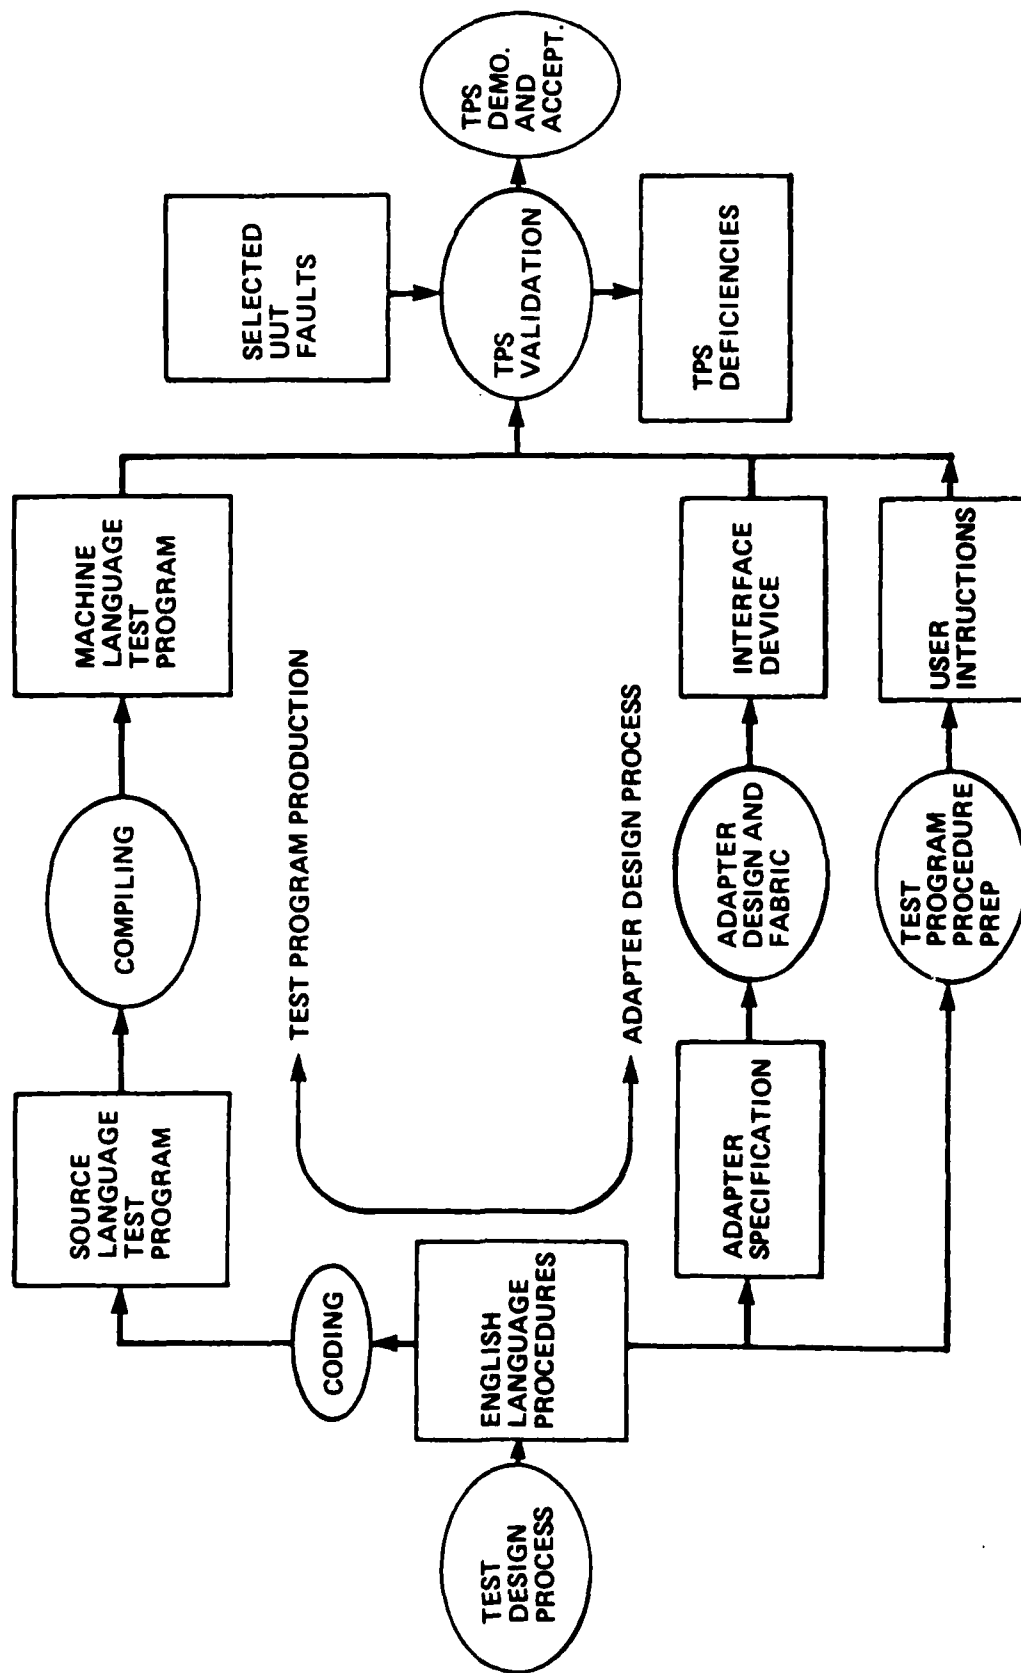 TEST
DESIGN
PROCESS
ENGLISH
LANGUAGE
PROCEDURES
CODING
SOURCE
LANGUAGE
TEST
PROGRAM
COMPILING
MACHINE
LANGUAGE
TEST
PROGRAM
TEST PROGRAM PRODUCTION
ADAPTER DESIGN PROCESS
ADAPTER
SPECIFICATION
ADAPTER
DESIGN AND
FABRIC
INTERFACE
DEVICE
TEST
PROGRAM
PROCEDURE
PREP
USER
INTRUCTIONS
SELECTED
UUT
FAULTS
TPS
VALIDATION
TPS
DEFICIENCIES
TPS
DEMO.
AND
ACCEPT.